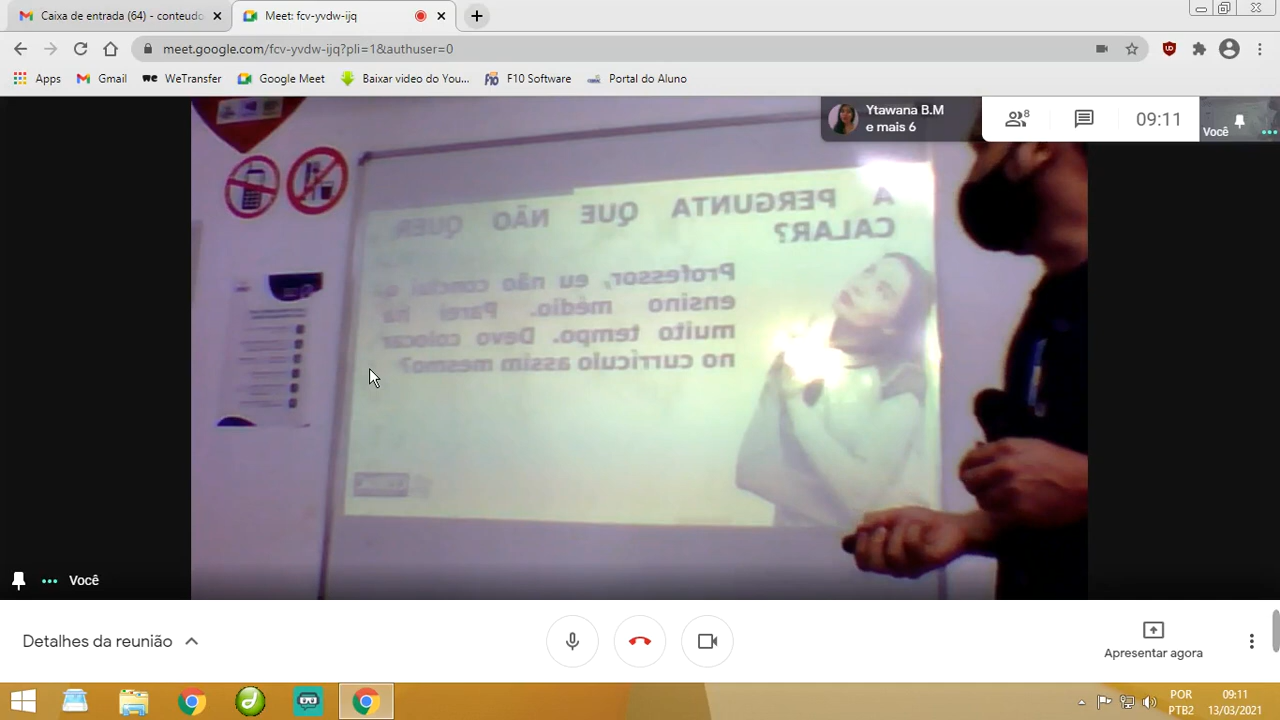 Caixa de entrada (64) - conteudo
Meet: fcv-yvdw-ijq
meet.google.com/fcv-yvdw-ijq?pli=1&authuser=0
Apps
Gmail
WeTransfer
Google Meet
Baixar video do You...
F10 Software
Portal do Aluno
Ytawana B.M
e mais 6
8
09:11
Você
A PERGUNTA QUE NÃO QUER
CALAR?
Professor, eu não conclui o
ensino médio. Parei há
muito tempo. Devo colocar
no currículo assim mesmo?
Você
Detalhes da reunião
Apresentar agora
POR
PTB2
09:11
13/03/2021